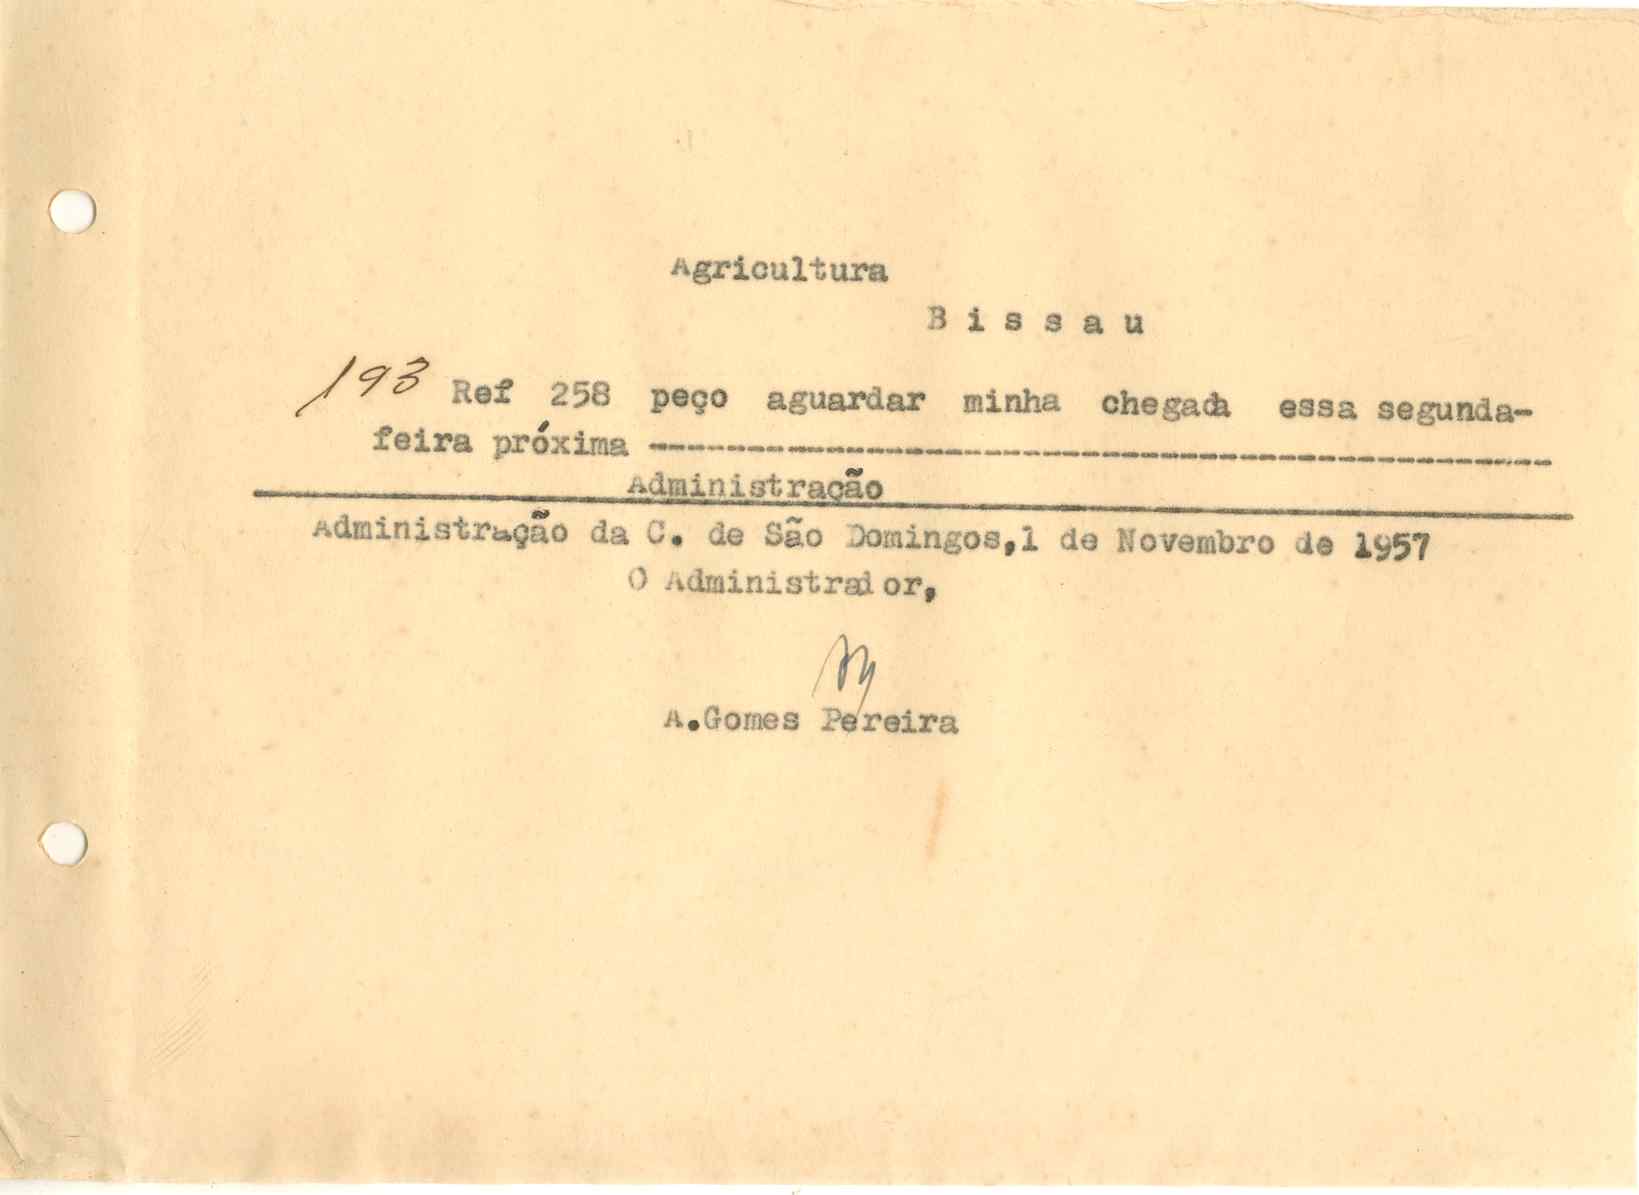 Agricultura
B i s s a u
193 Ref 258 peço aguardar minha chegada essa segunda-
feira próxima ----------------------------------------------
Administração
Administração da C. de São Domingos,1 de Novembro de 1957
O Administrador,
A.Gomes Pereira